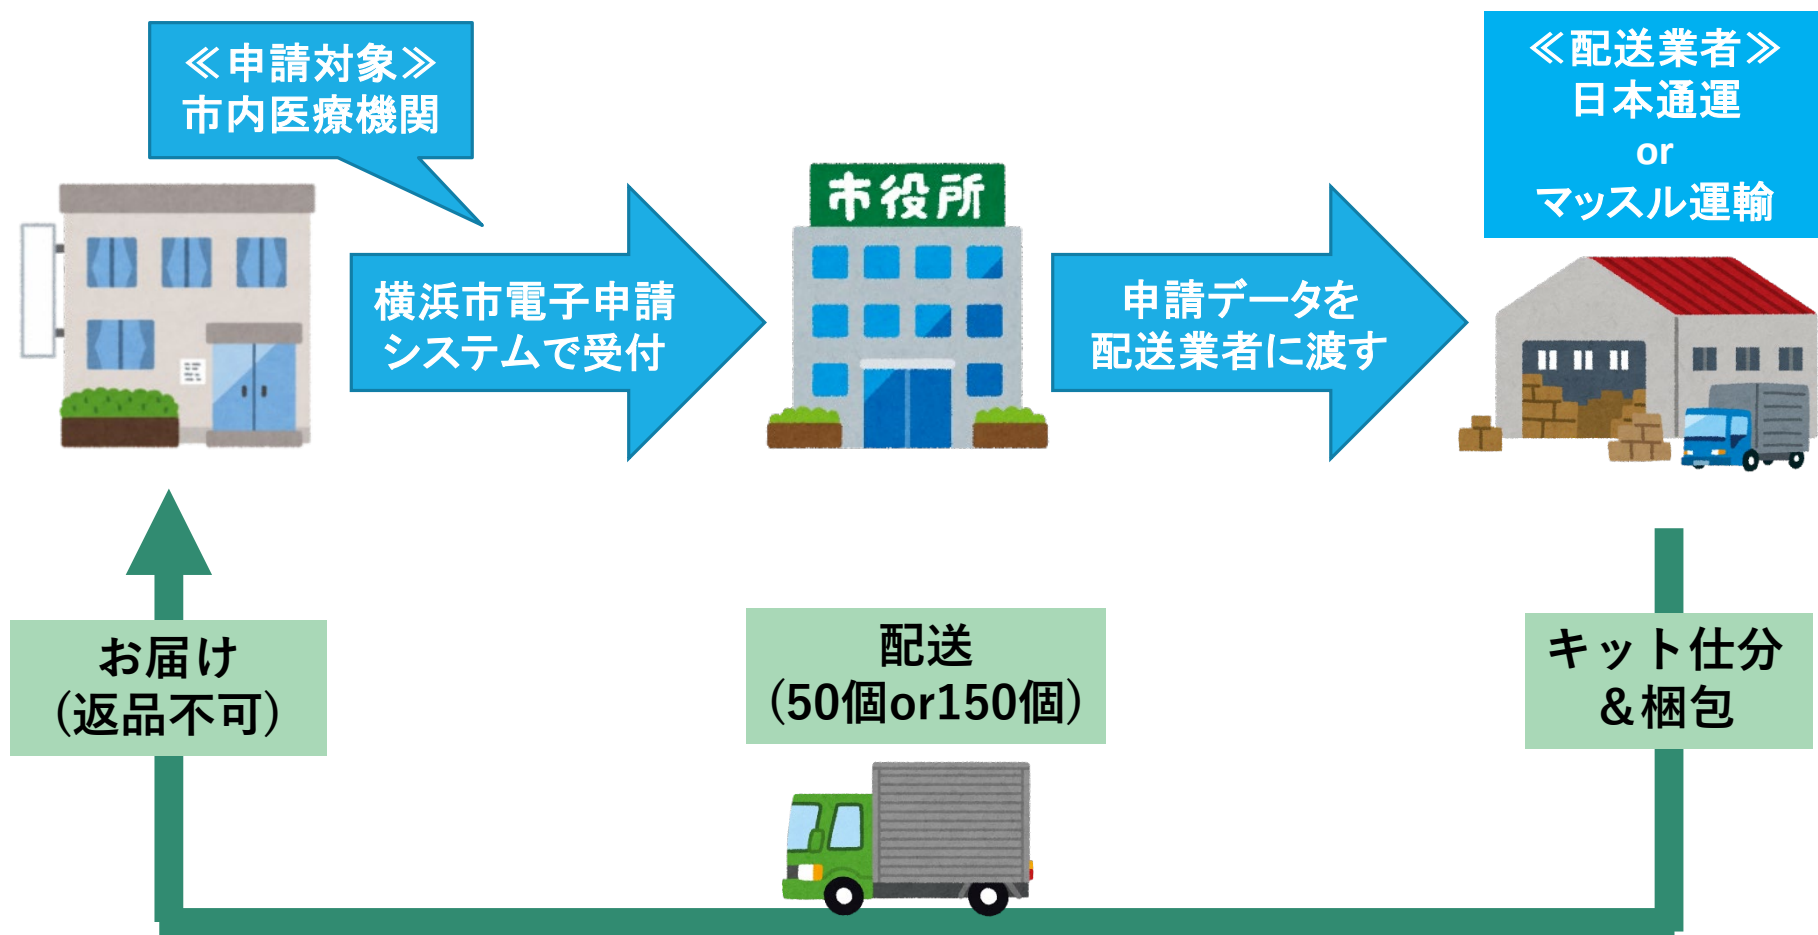 ≪申請対象≫
市内医療機関
≪配送業者≫
日本通運
or
マッスル運輸
市役所
横浜市電子申請
システムで受付
申請データを
配送業者に渡す
お届け
(返品不可)
配送
(50個or150個)
キット仕分
＆梱包